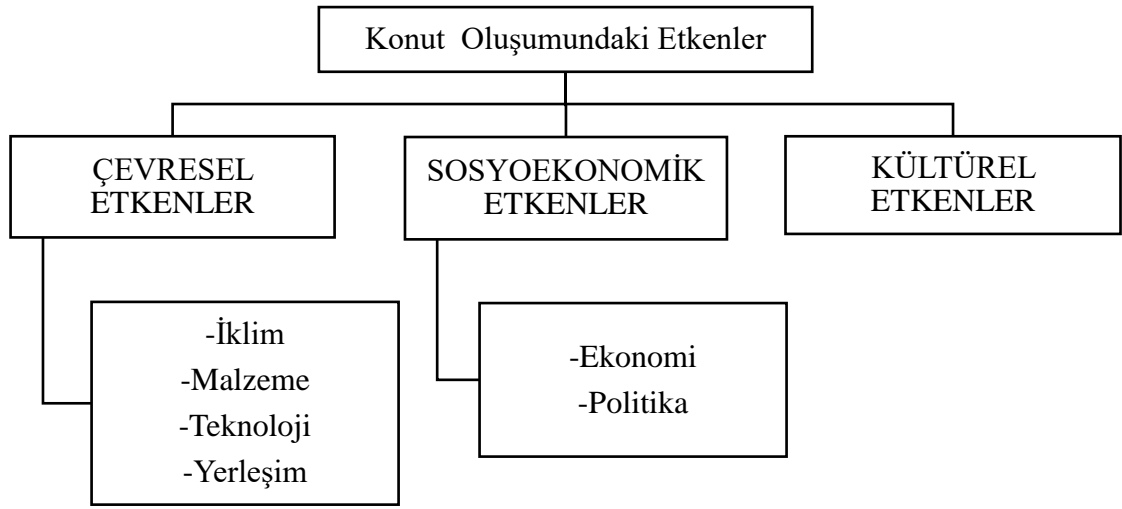 Konut Oluşumundaki Etkenler
ÇEVRESEL
ETKENLER
SOSYOEKONOMİK
ETKENLER
KÜLTÜREL
ETKENLER
-İklim
-Malzeme
-Teknoloji
-Yerleşim
-Ekonomi
-Politika